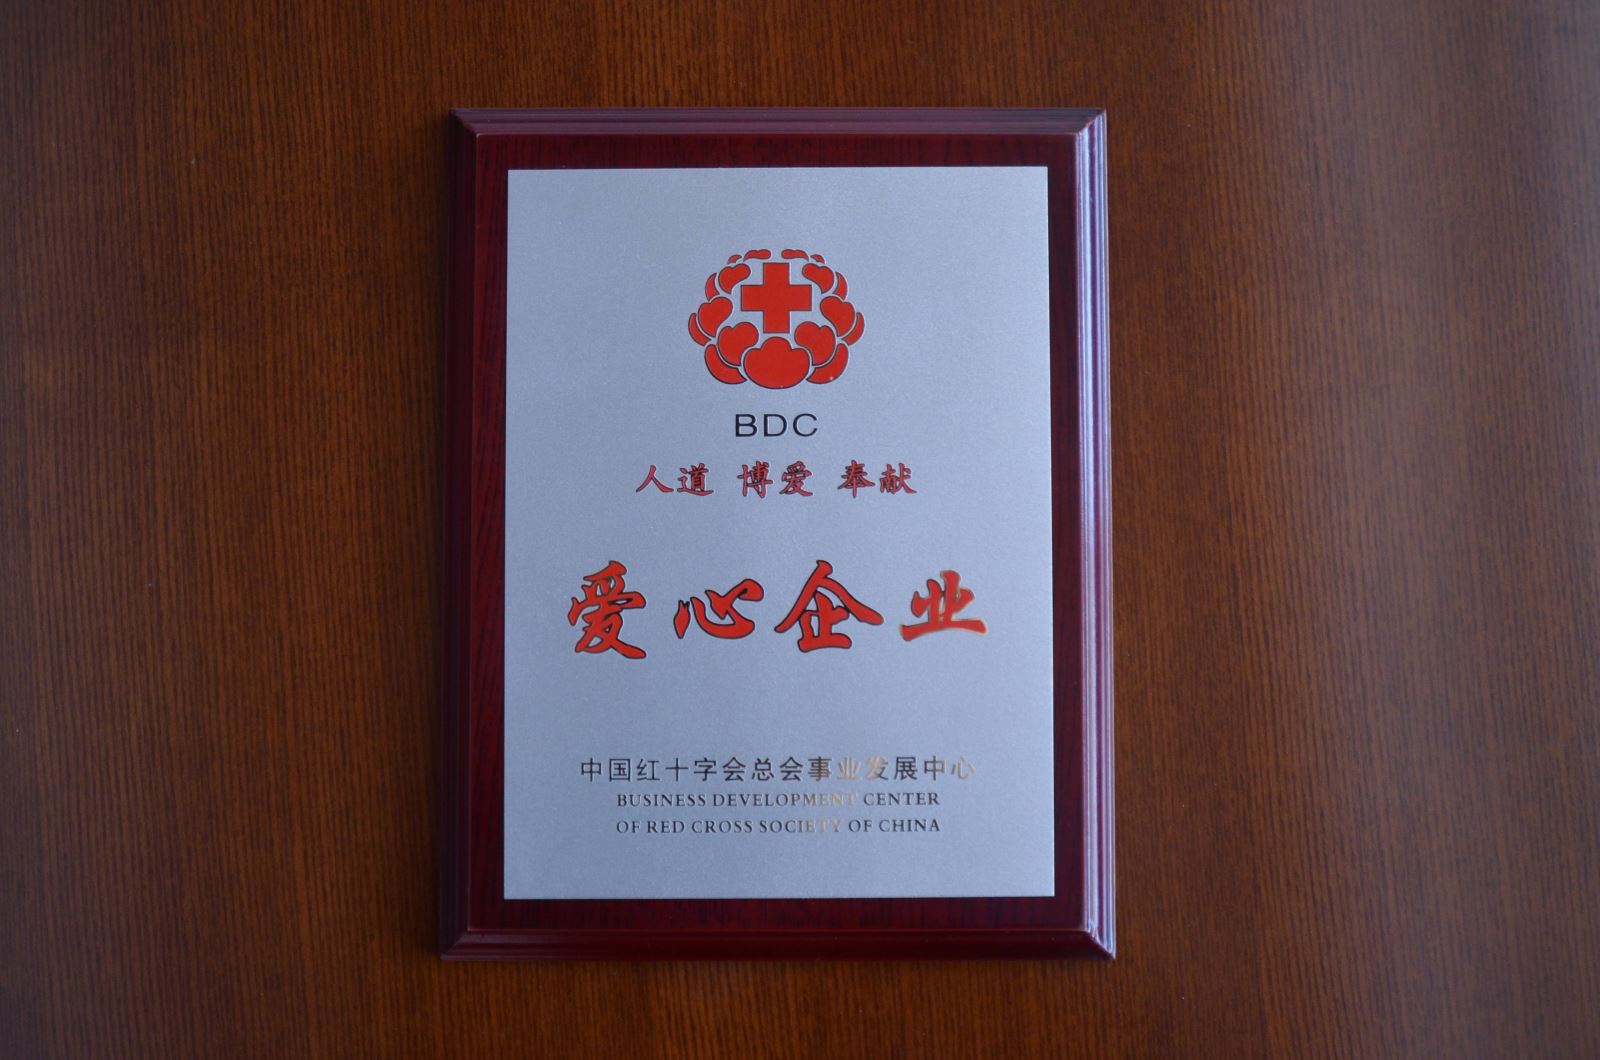 BDC
人道 博爱 奉献
爱心企业
中国红十字会总会事业发展中心
BUSINESS DEVELOPMENT CENTER
OF RED CROSS SOCIETY OF CHINA